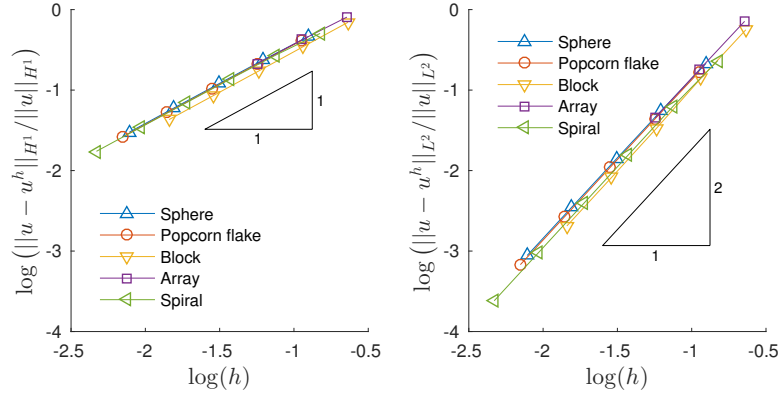 0
-1
-2
-3
-4
-2.5
-2
-1.5
-1
-0.5
log(h)
log (||u − u^h||_{H^1}/||u||_{H^1})
1
1
Sphere
Popcorn flake
Block
Array
Spiral
0
-1
-2
-3
-4
-2.5
-2
-1.5
-1
-0.5
log(h)
log (||u − u^h||_{L^2}/||u||_{L^2})
Sphere
Popcorn flake
Block
Array
Spiral
2
1